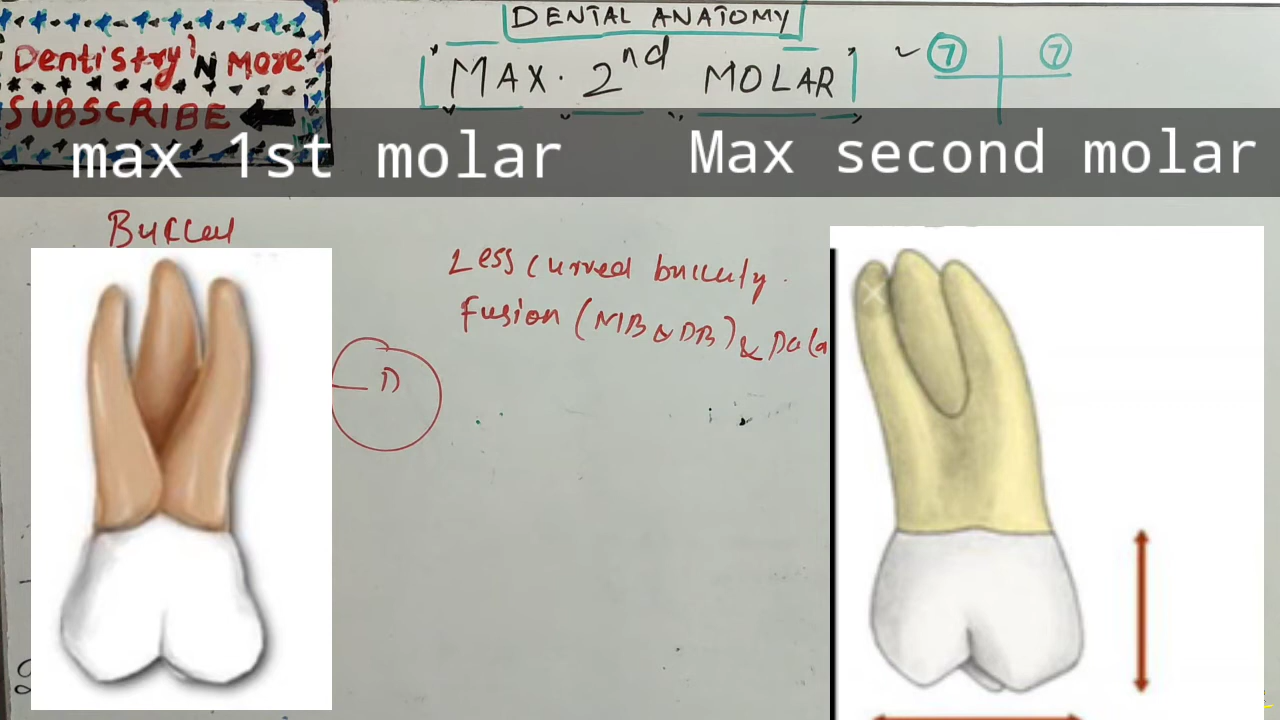 DENTAL ANATOMY
Dentistry'N More
SUBSCRIBE
MAX. 2nd MOLAR
7 7
max 1st molar
Max second molar
Buccal
Less curved buccaly.
Fusion (MB & DB) & Pala
D